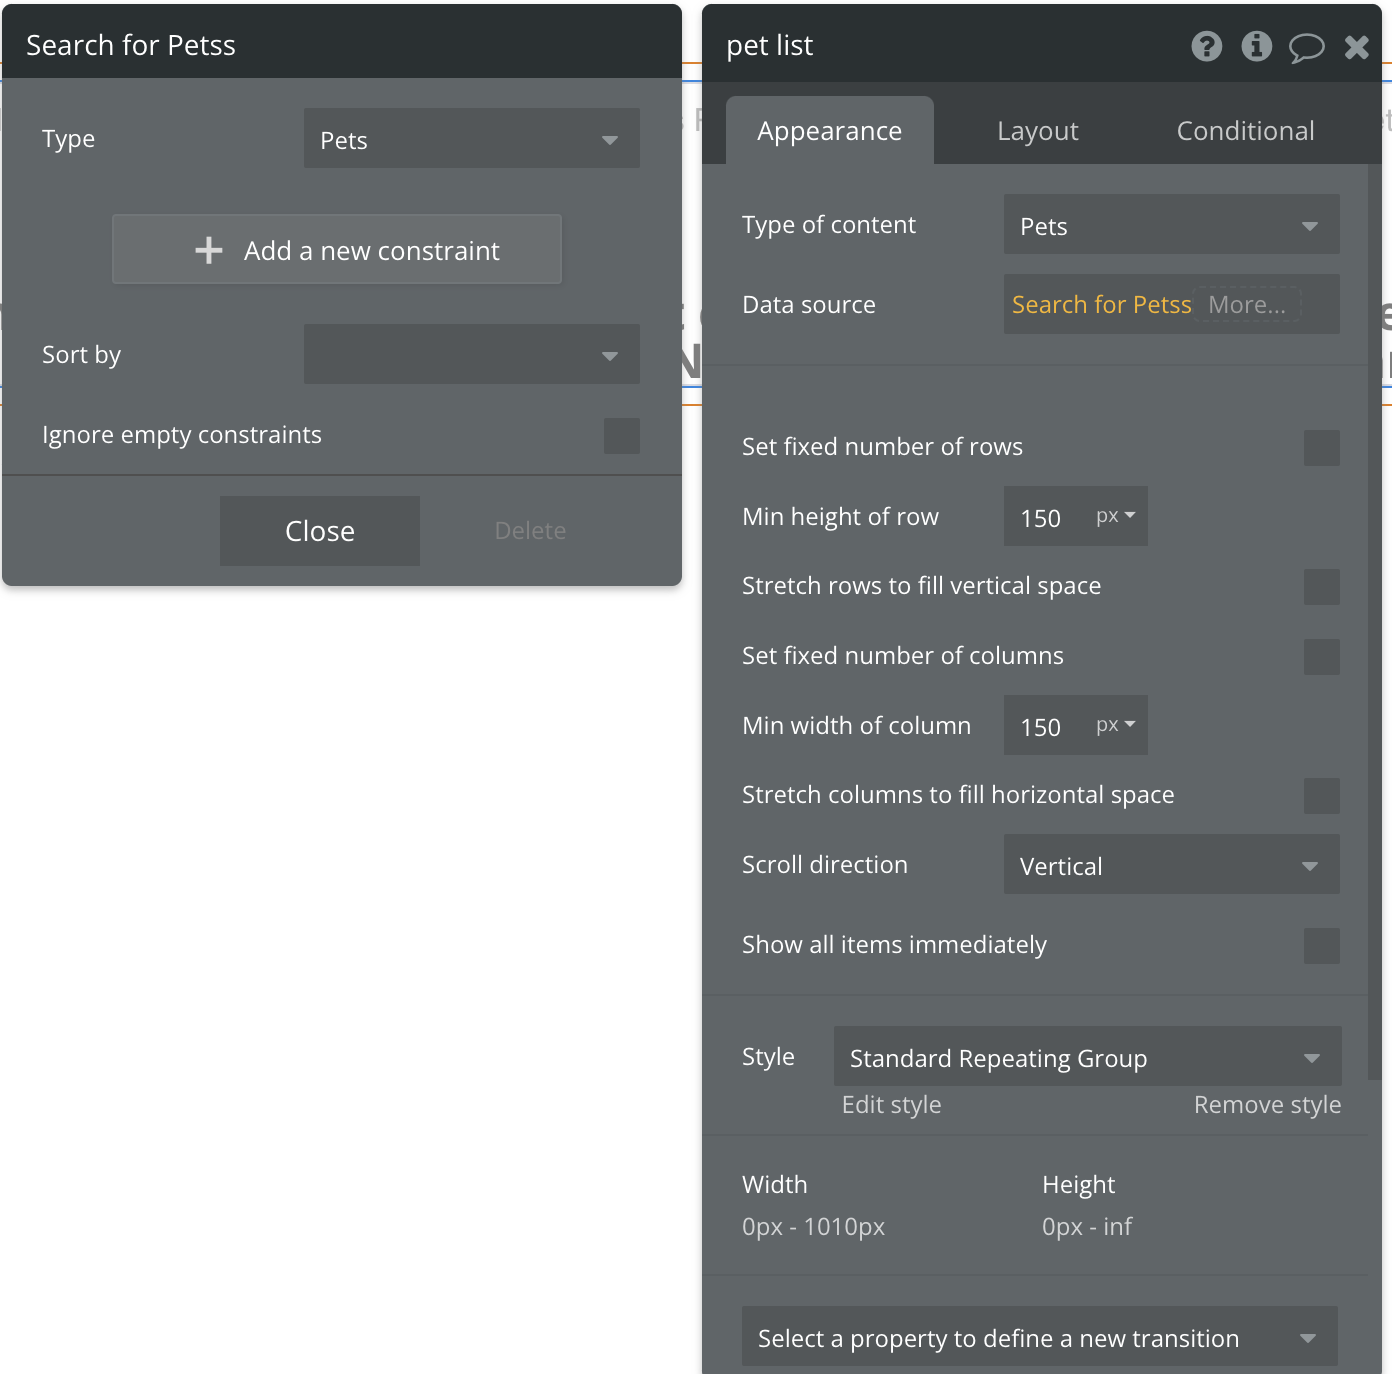 Search for Petss
Type
Pets
+ Add a new constraint
Sort by
Ignore empty constraints
Close
Delete
pet list
Appearance
Layout
Conditional
Type of content
Pets
Data source
Search for Petss More...
Set fixed number of rows
Min height of row
150 px
Stretch rows to fill vertical space
Set fixed number of columns
Min width of column
150 px
Stretch columns to fill horizontal space
Scroll direction
Vertical
Show all items immediately
Style
Standard Repeating Group
Edit style
Remove style
Width
Height
0px - 1010px
0px - inf
Select a property to define a new transition